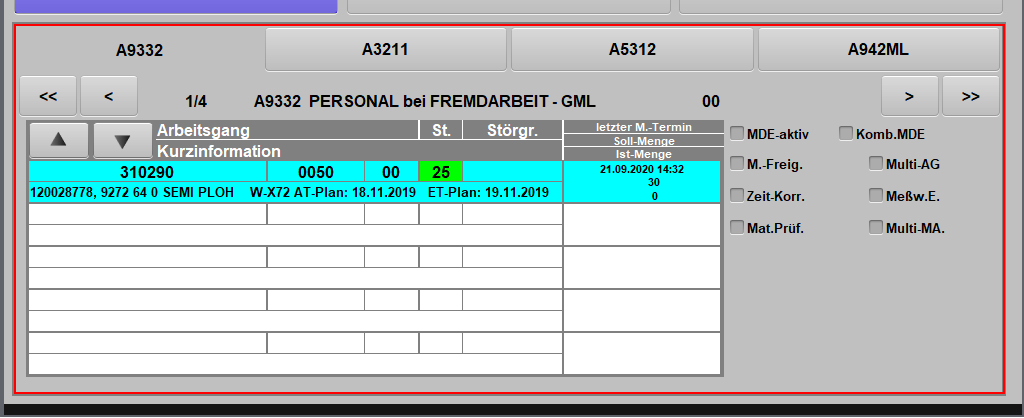 A9332 A3211 A5312 A942ML
<< < 1/4 A9332 PERSONAL bei FREMDARBEIT - GML 00 > >>
Arbeitsgang St. Störgr. letzter M.-Termin
Soll-Menge
Kurzinformation Ist-Menge
MDE-aktiv Komb.MDE
310290 0050 00 25 21.09.2020 14:32
30
120028778, 9272 64 0 SEMI PLOH W-X72 AT-Plan: 18.11.2019 ET-Plan: 19.11.2019 0
M.-Freig. Multi-AG
Zeit-Korr. Meßw.E.
Mat.Prüf. Multi-MA.